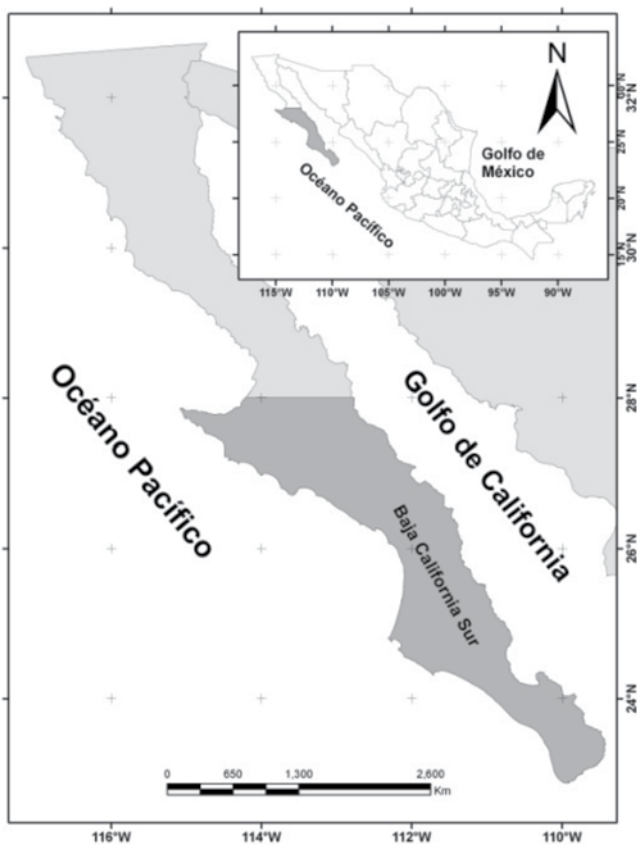 N
Golfo de
México
Océano Pacífico
115°W 110°W 105°W 100°W 95°W 90°W
25°N
20°N
15°N
32°N
30°N
28°N
26°N
24°N
Océano Pacífico
Golfo de California
Baja California Sur
0 650 1,300 2,600
Km
116°W 114°W 112°W 110°W